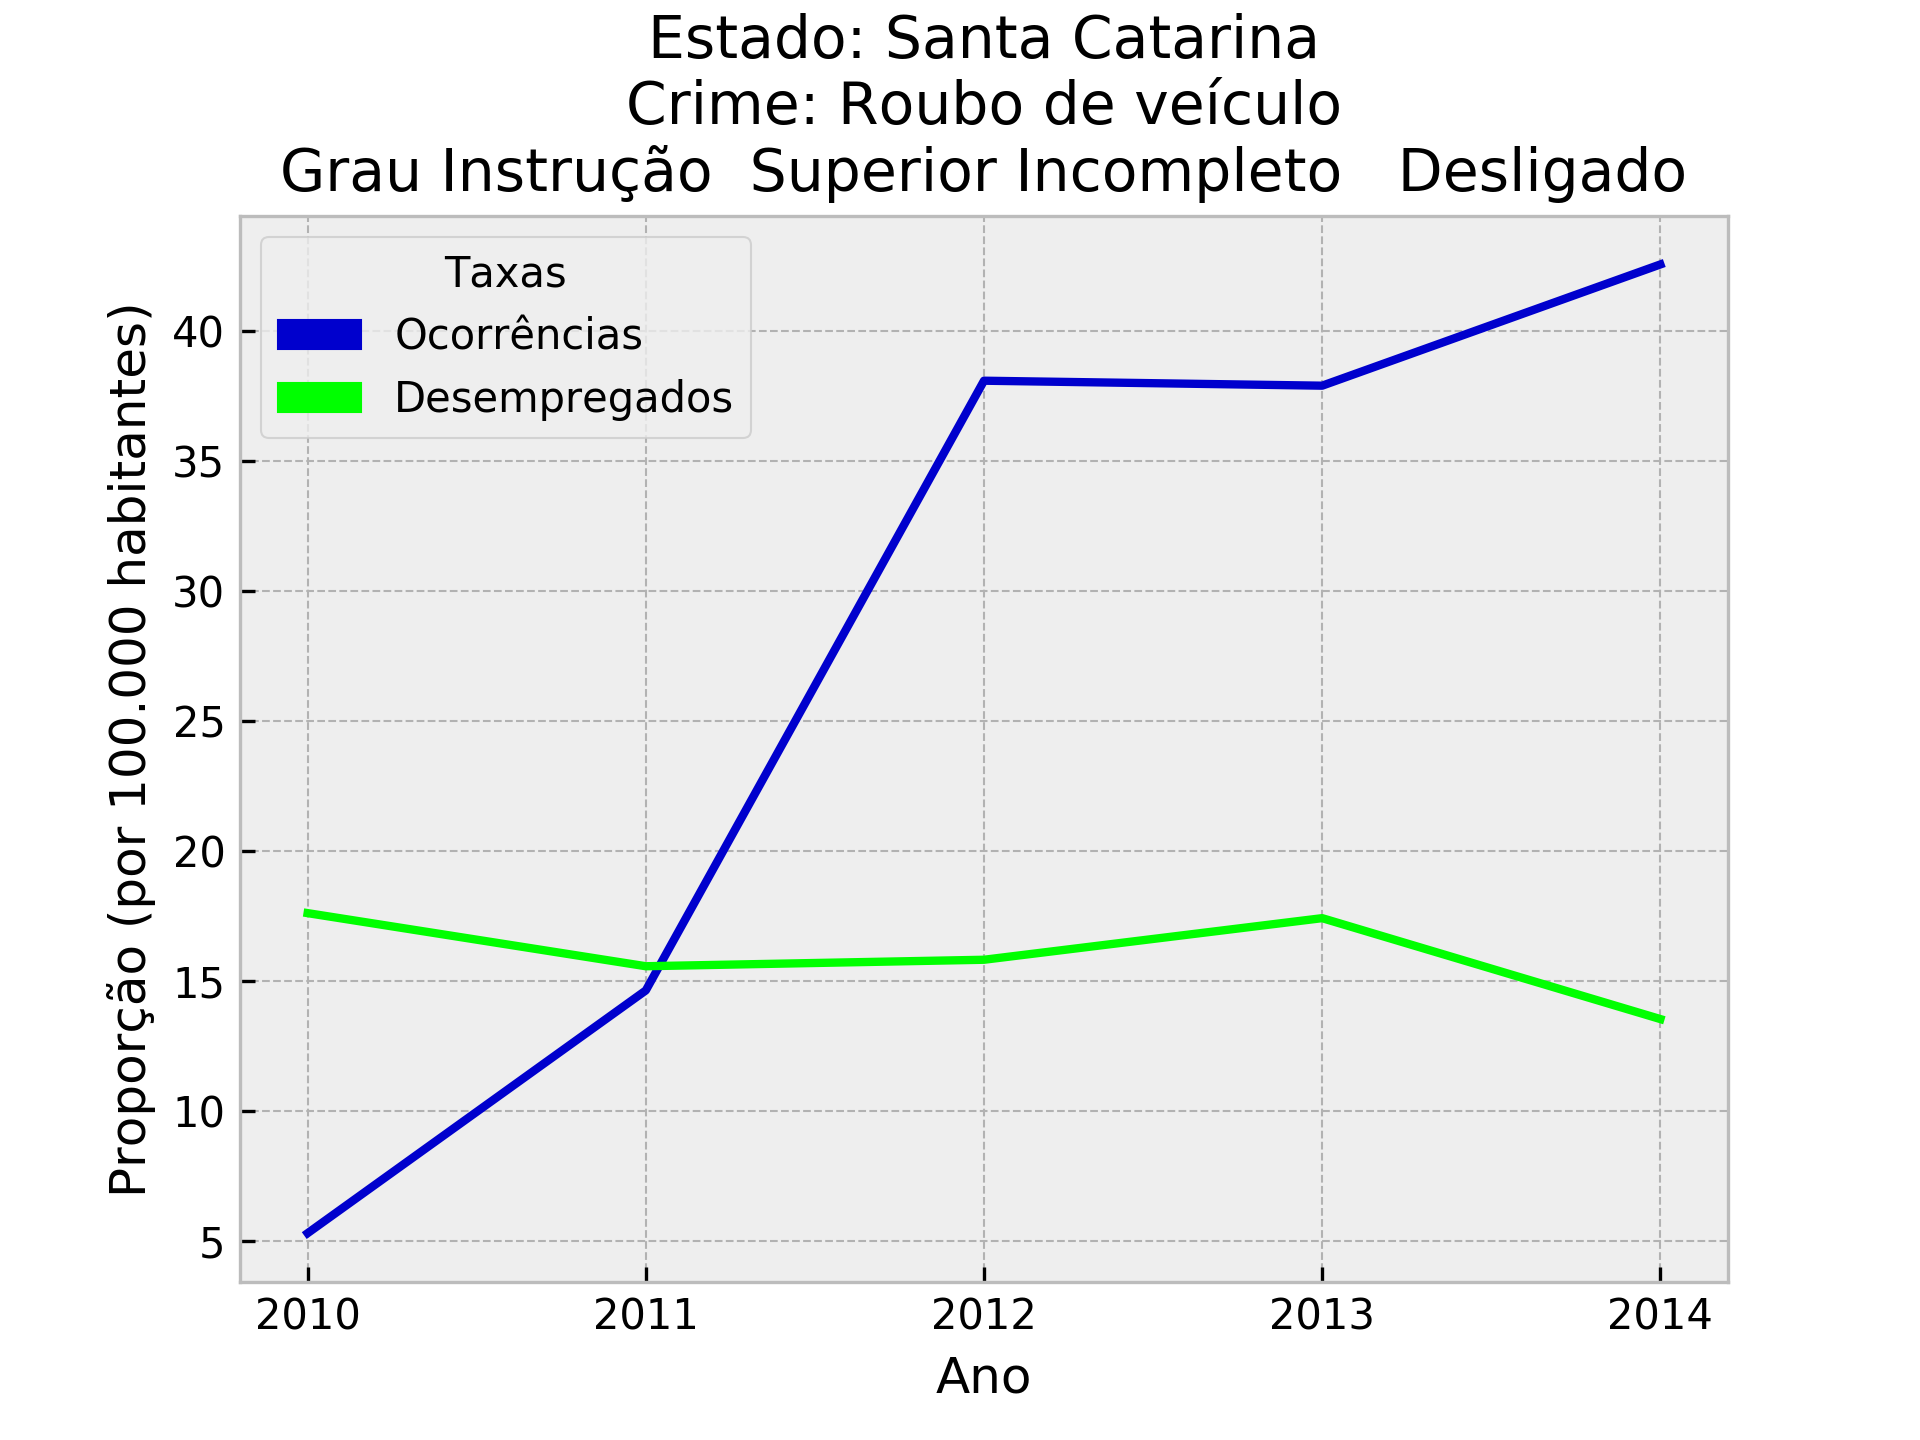 Estado: Santa Catarina
Crime: Roubo de veículo
Grau Instrução  Superior Incompleto   Desligado
Taxas
Ocorrências
Desempregados
Proporção (por 100.000 habitantes)
40
35
30
25
20
15
10
5
2010 2011 2012 2013 2014
Ano